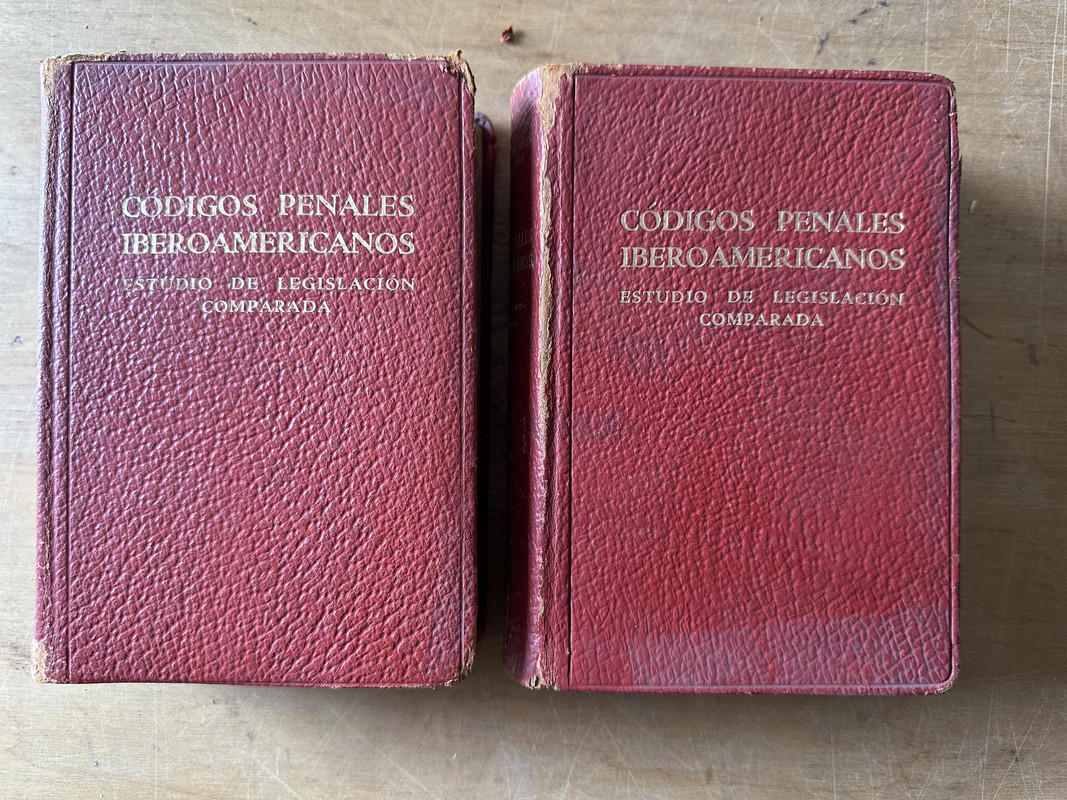 CÓDIGOS PENALES
IBEROAMERICANOS
ESTUDIO DE LEGISLACIÓN
COMPARADA
CÓDIGOS PENALES
IBEROAMERICANOS
ESTUDIO DE LEGISLACIÓN
COMPARADA